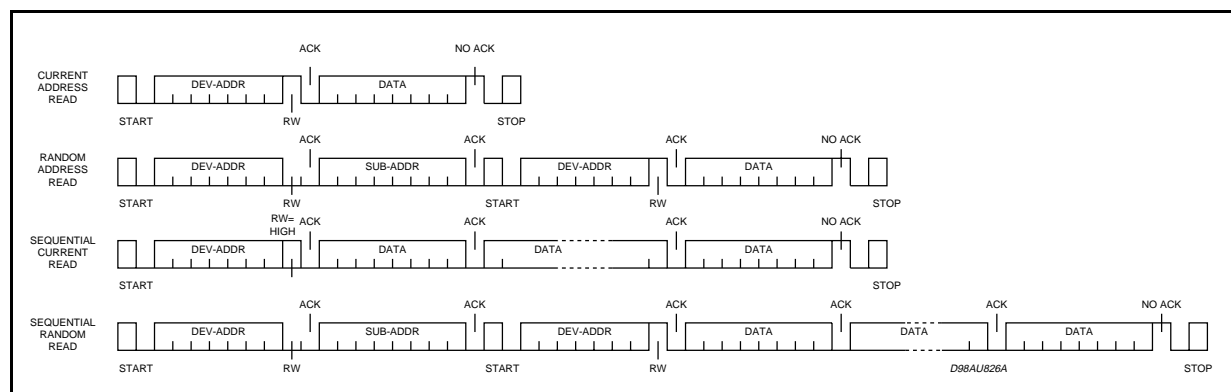 ACK NO ACK
CURRENT
ADDRESS
READ
DEV-ADDR DATA
START RW STOP
ACK ACK ACK NO ACK
RANDOM
ADDRESS
READ
DEV-ADDR SUB-ADDR DEV-ADDR DATA
START RW START RW STOP
RW=
HIGH
ACK ACK ACK NO ACK
SEQUENTIAL
CURRENT
READ
DEV-ADDR DATA DATA DATA
START STOP
ACK ACK ACK ACK ACK NO ACK
SEQUENTIAL
RANDOM
READ
DEV-ADDR SUB-ADDR DEV-ADDR DATA DATA DATA
START RW START RW D98AU826A STOP